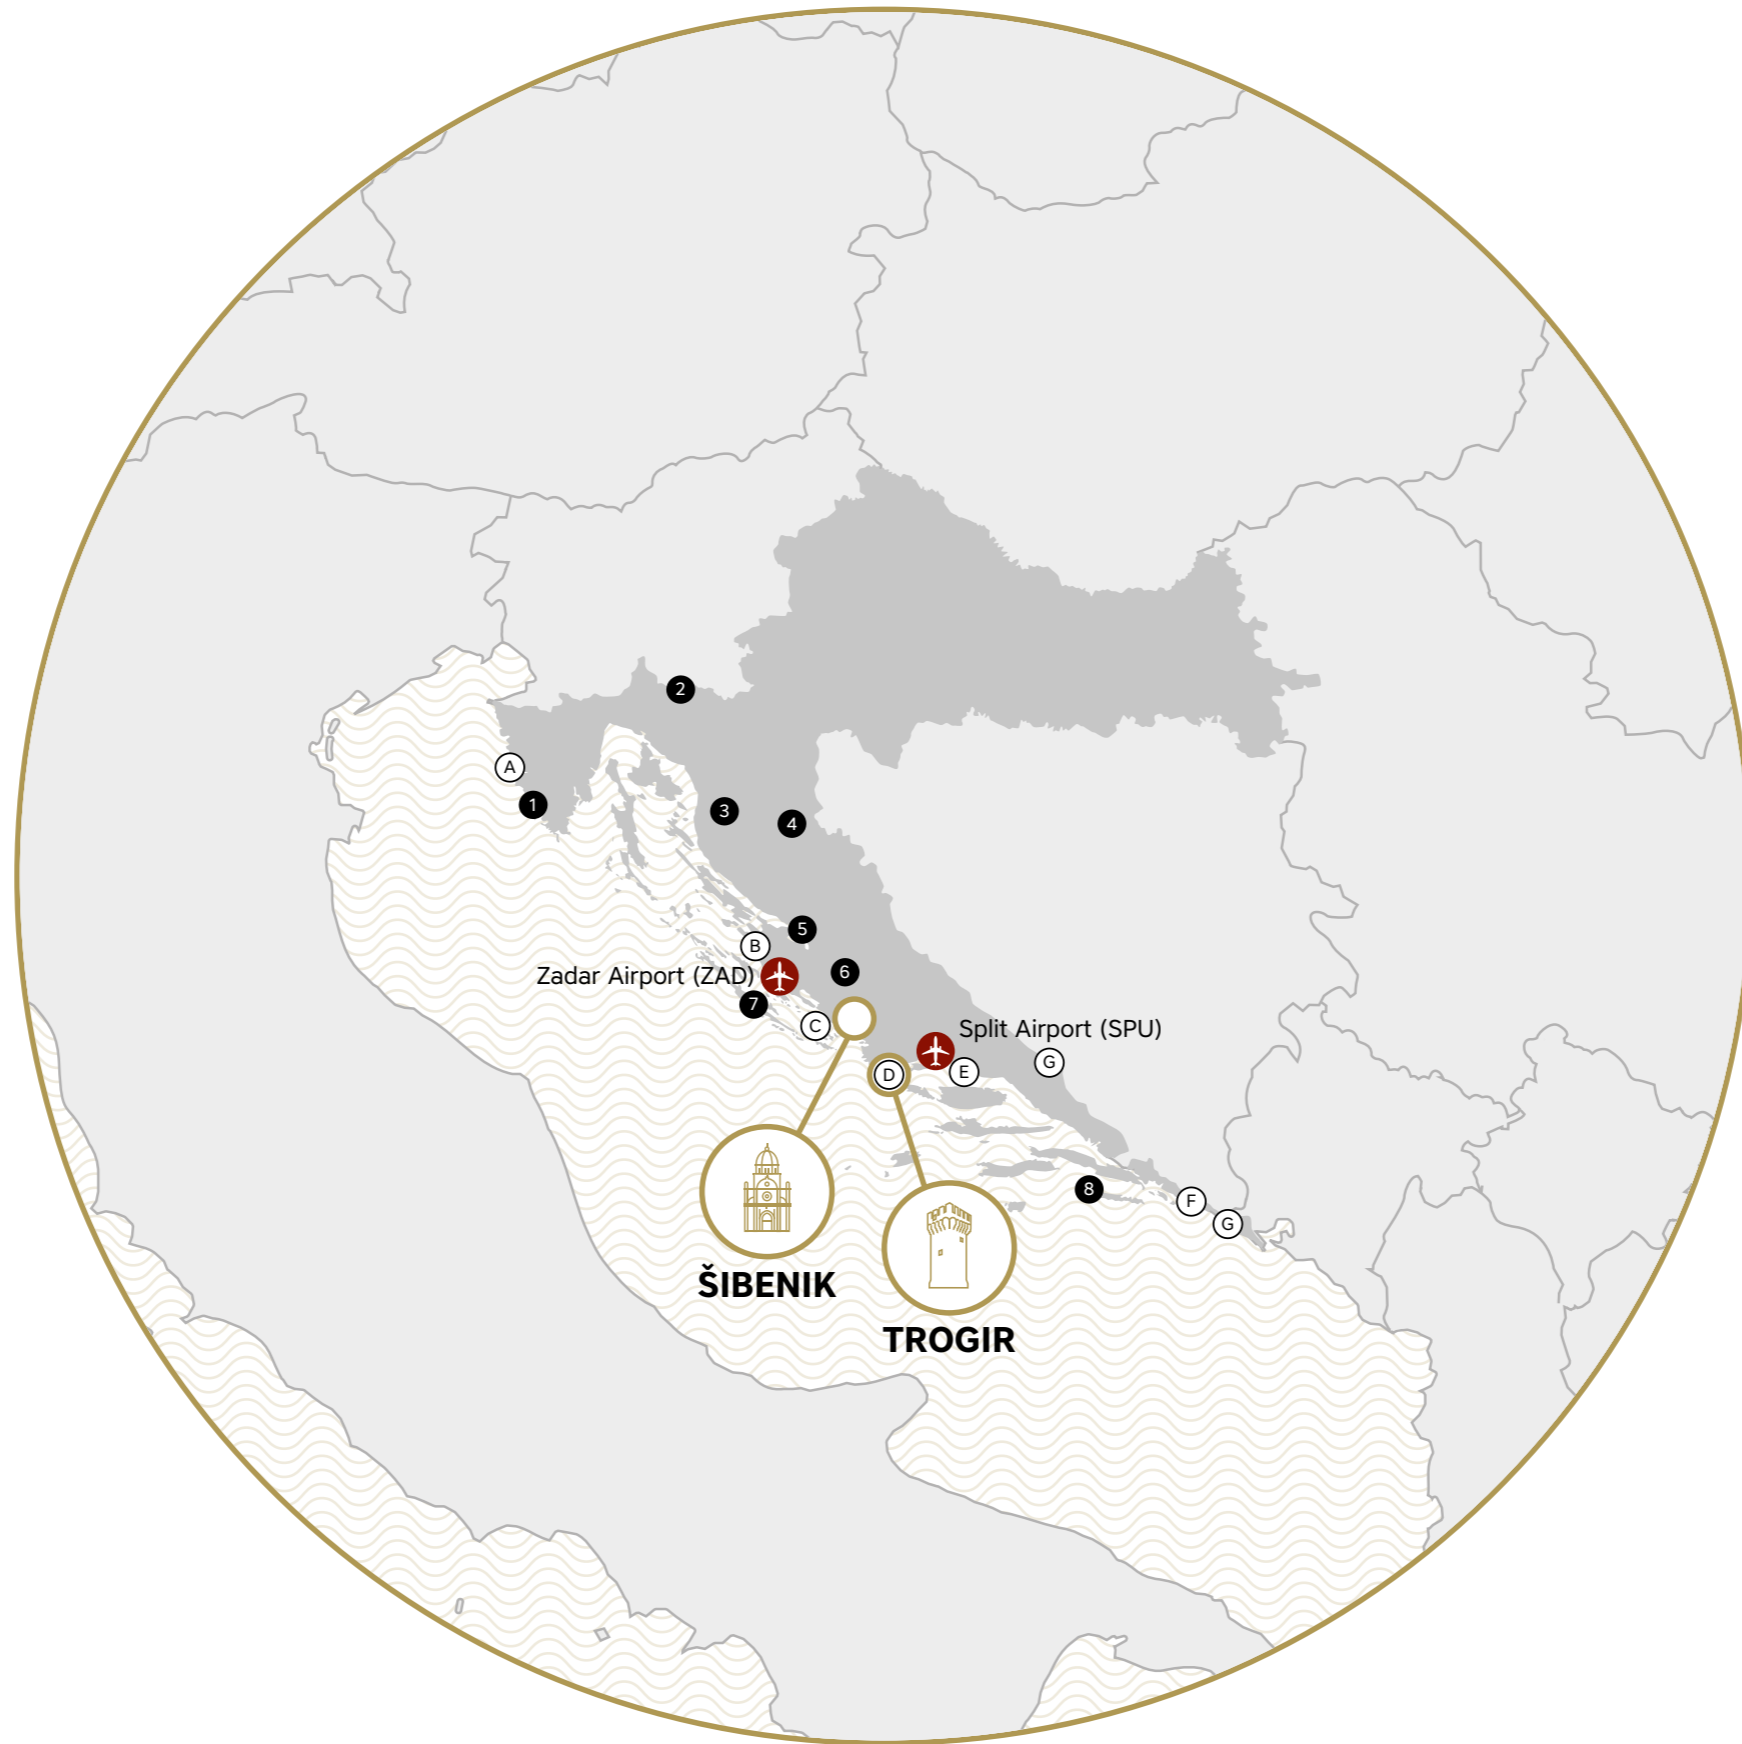 2
A
1
3
4
5
B
6
Zadar Airport (ZAD)
7
C
Split Airport (SPU)
G
D
E
8
F
G
ŠIBENIK
TROGIR